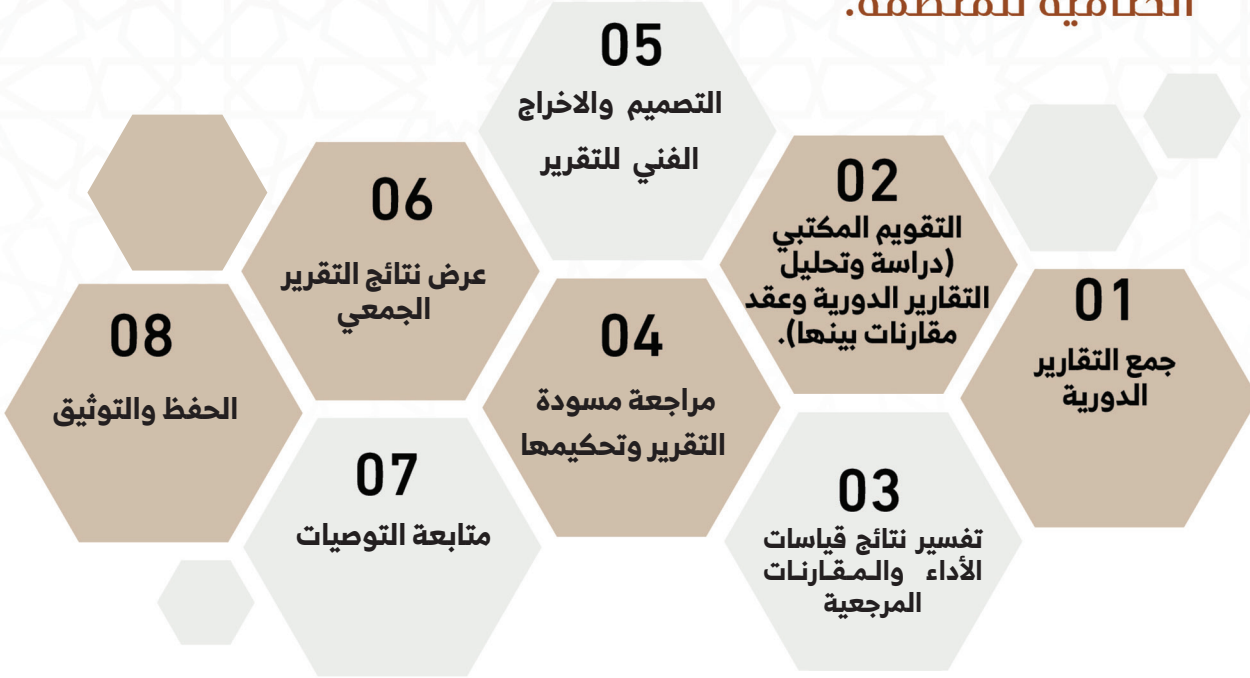 01
جمع التقارير
الدورية
02
التقويم المكتبي
(دراسة وتحليل
التقارير الدورية وعقد
مقارنات بينها).
03
تفسير نتائج قياسات
الأداء والمقارنات
المرجعية
04
مراجعة مسودة
التقرير وتحكيمها
05
التصميم والاخراج
الفني للتقرير
06
عرض نتائج التقرير
الجمعي
07
متابعة التوصيات
08
الحفظ والتوثيق